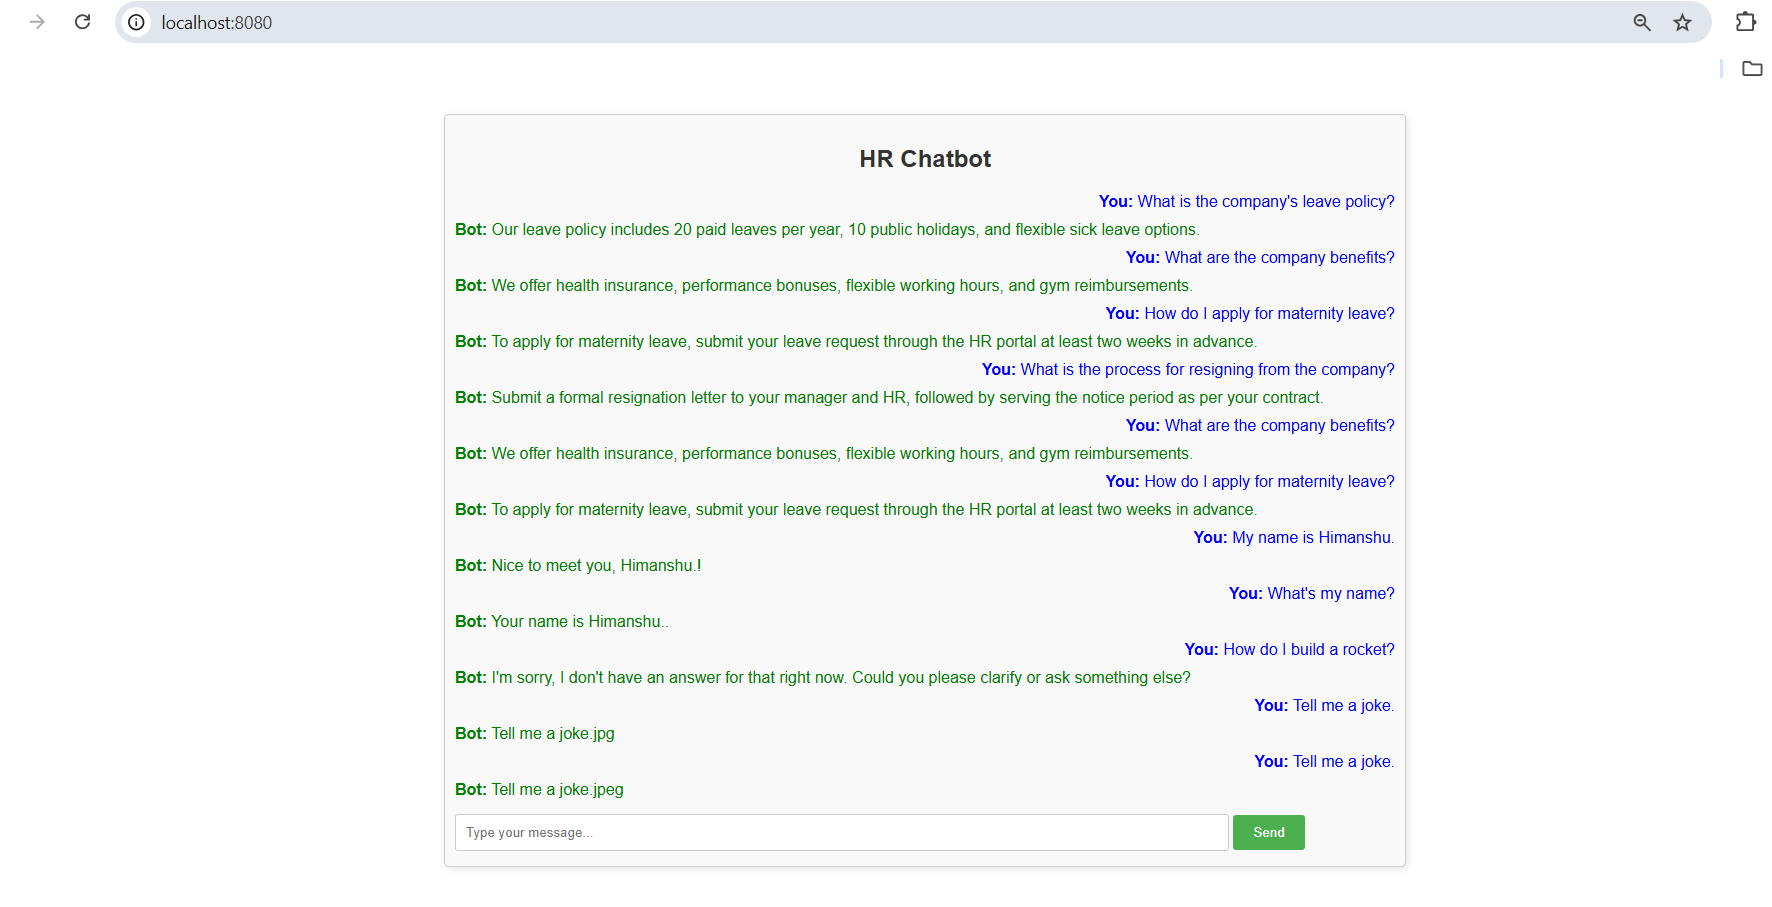 localhost:8080
HR Chatbot
You: What is the company's leave policy?
Bot: Our leave policy includes 20 paid leaves per year, 10 public holidays, and flexible sick leave options.
You: What are the company benefits?
Bot: We offer health insurance, performance bonuses, flexible working hours, and gym reimbursements.
You: How do I apply for maternity leave?
Bot: To apply for maternity leave, submit your leave request through the HR portal at least two weeks in advance.
You: What is the process for resigning from the company?
Bot: Submit a formal resignation letter to your manager and HR, followed by serving the notice period as per your contract.
You: What are the company benefits?
Bot: We offer health insurance, performance bonuses, flexible working hours, and gym reimbursements.
You: How do I apply for maternity leave?
Bot: To apply for maternity leave, submit your leave request through the HR portal at least two weeks in advance.
You: My name is Himanshu.
Bot: Nice to meet you, Himanshu.!
You: What's my name?
Bot: Your name is Himanshu..
You: How do I build a rocket?
Bot: I'm sorry, I don't have an answer for that right now. Could you please clarify or ask something else?
You: Tell me a joke.
Bot: Tell me a joke.jpg
You: Tell me a joke.
Bot: Tell me a joke.jpeg
Type your message...
Send